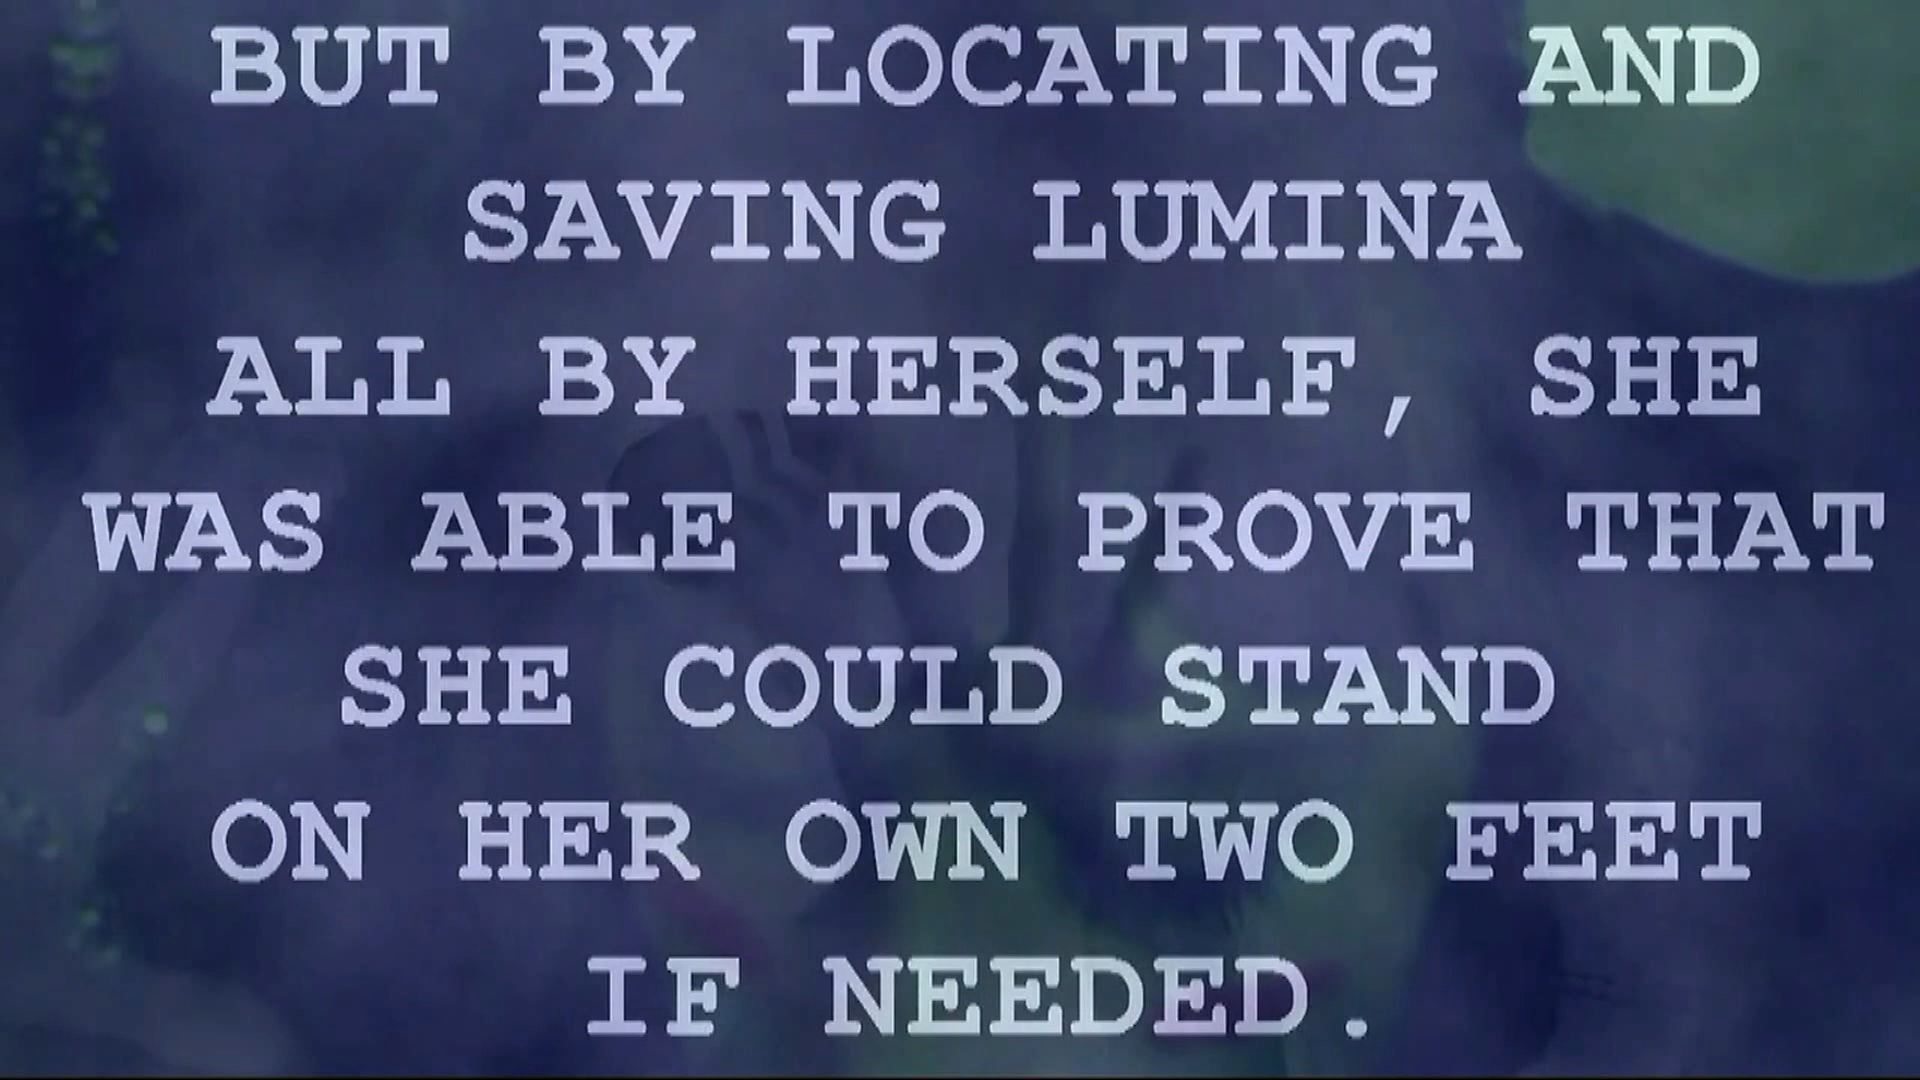 BUT BY LOCATING AND
SAVING LUMINA
ALL BY HERSELF, SHE
WAS ABLE TO PROVE THAT
SHE COULD STAND
ON HER OWN TWO FEET
IF NEEDED.